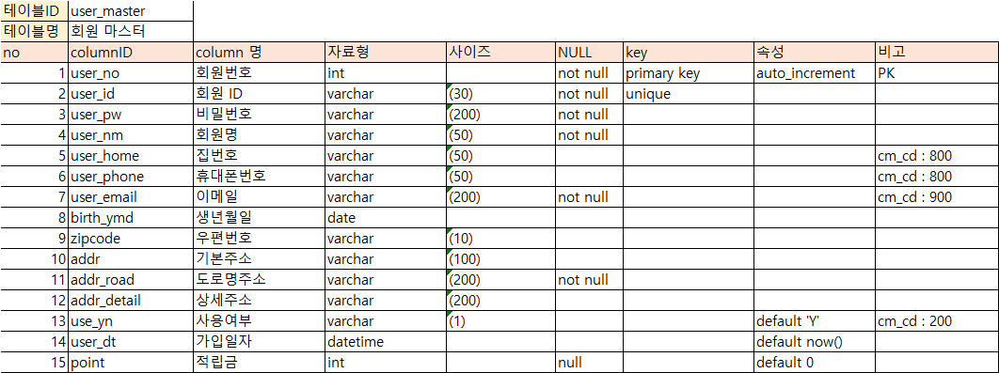 테이블ID user_master
테이블명 회원 마스터
no columnID column 명 자료형 사이즈 NULL key 속성 비고
1 user_no 회원번호 int not null primary key auto_increment PK
2 user_id 회원 ID varchar (30) not null unique
3 user_pw 비밀번호 varchar (200) not null
4 user_nm 회원명 varchar (50) not null
5 user_home 집번호 varchar (50) cm_cd : 800
6 user_phone 휴대폰번호 varchar (50) cm_cd : 800
7 user_email 이메일 varchar (200) not null cm_cd : 900
8 birth_ymd 생년월일 date
9 zipcode 우편번호 varchar (10)
10 addr 기본주소 varchar (100)
11 addr_road 도로명주소 varchar (200) not null
12 addr_detail 상세주소 varchar (200)
13 use_yn 사용여부 varchar (1) default 'Y' cm_cd : 200
14 user_dt 가입일자 datetime default now()
15 point 적립금 int null default 0